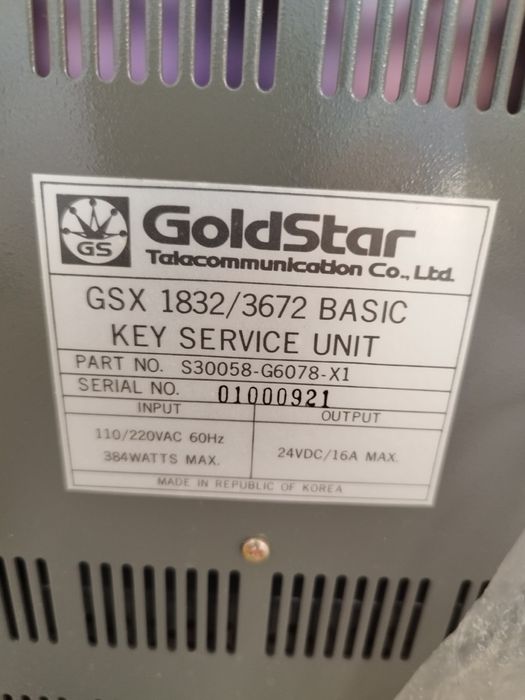 GS
GoldStar
Telecommunication Co., Ltd.
GSX 1832/3672 BASIC
KEY SERVICE UNIT
PART NO. S30058-G6078-X1
SERIAL NO. 01000921
INPUT OUTPUT
110/220VAC 60Hz
384WATTS MAX. 24VDC/16A MAX.
MADE IN REPUBLIC OF KOREA